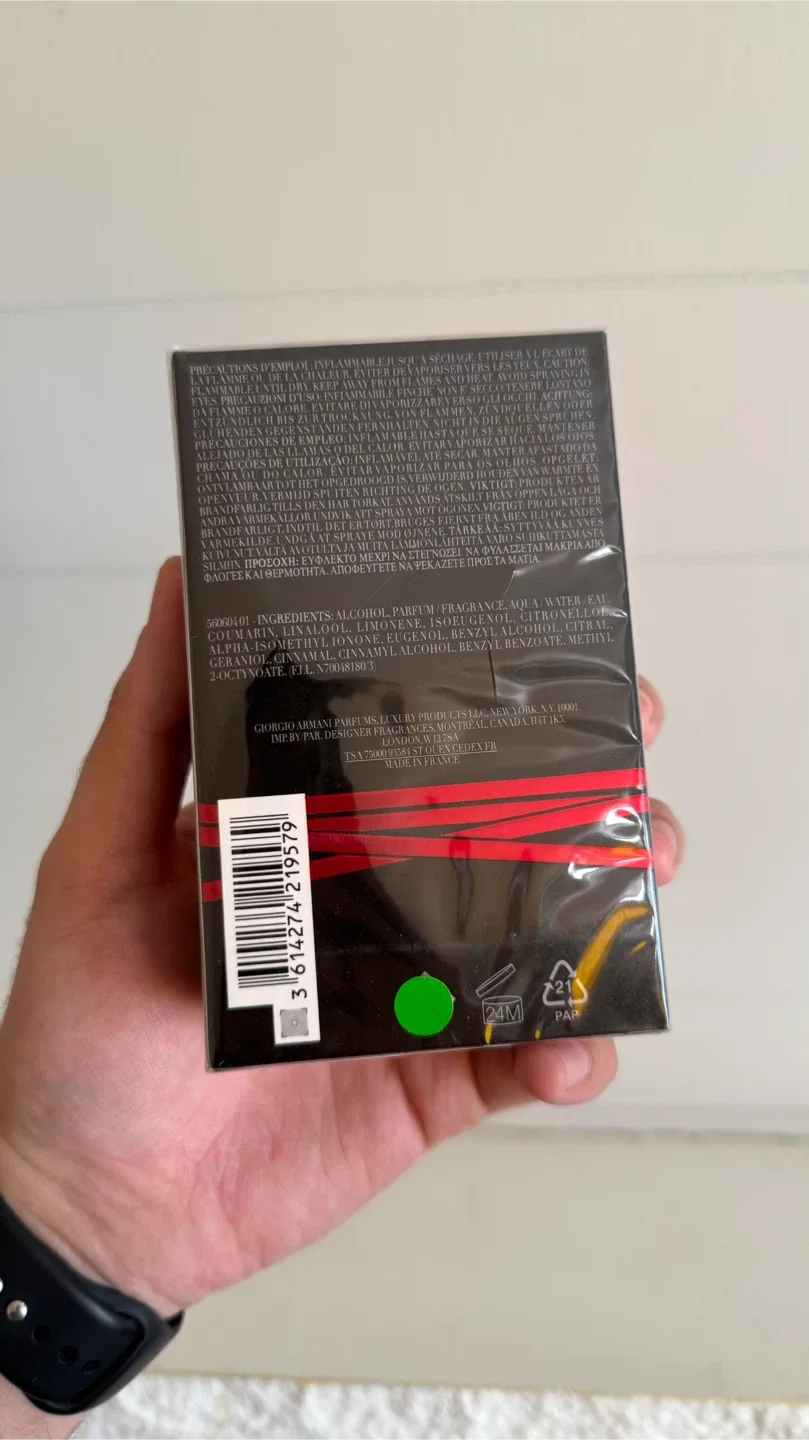 PRÉCAUTIONS D'EMPLOI : INFLAMMABLE JUSQU'À SÉCHAGE. UTILISER À L'ÉCART DE
LA FLAMME OU DE LA CHALEUR. ÉVITER DE VAPORISER VERS LES YEUX. CAUTION:
FLAMMABLE UNTIL DRY. KEEP AWAY FROM FLAMES AND HEAT. AVOID SPRAYING IN
EYES. PRECAUZIONI D'USO: INFIAMMABILE FINCHÉ NON E' SECCO. TENERE LONTANO
DA FIAMME O CALORE. EVITARE DI VAPORIZZARE VERSO GLI OCCHI. ACHTUNG:
ENTZÜNDLICH BIS ZUR TROCKNUNG. VON FLAMMEN, ZÜNDQUELLEN ODER
GLÜHENDEN GEGENSTÄNDEN FERNHALTEN. NICHT IN DIE AUGEN SPRÜHEN.
PRECAUCIONES DE EMPLEO: INFLAMABLE HASTA QUE SE SEQUE. MANTENER
ALEJADO DE LAS LLAMAS O DEL CALOR. EVITAR VAPORIZAR HACIA LOS OJOS.
PRECAUÇÕES DE UTILIZAÇÃO: INFLAMÁVEL ATÉ SECAR. MANTER AFASTADO DA
CHAMA OU DO CALOR. EVITAR VAPORIZAR PARA OS OLHOS. OPGELET:
ONTVLAMBAAR TOT HET OPGEDROOGD IS. VERWIJDERD HOUDEN VAN WARMTE EN
OPEN VUUR. VERMIJD SPUITEN RICHTING DE OGEN. VIKTIGT: PRODUKTEN ÄR
BRANDFARLIG TILLS DEN HAR TORKAT. ANVÄNDS ÅTSKILT FRÅN ÖPPEN LÅGA OCH
ANDRA VÄRMEKÄLLOR. UNDVIK ATT SPRAYA MOT ÖGONEN. VIGTIGT: PRODUKTET ER
BRANDFARLIGT, INDTIL DET ER TØRT. BRUGES FJERNT FRA ÅBEN ILD OG ANDEN
VARMEKILDE. UNDGÅ AT SPRAYE MOD ØJNENE. TÄRKEÄÄ: SYTTYVÄÄ KUNNES
KUIVUNUT. VÄLTÄ AVOTULTA JA MUITA LÄMMÖNLÄHTEITÄ. VARO SUIHKUTTAMASTA
SILMIIN. ΠΡΟΣΟΧΗ: ΕΥΦΛΕΚΤΟ ΜΕΧΡΙ ΝΑ ΣΤΕΓΝΩΣΕΙ. ΝΑ ΦΥΛΑΣΣΕΤΑΙ ΜΑΚΡΙΑ ΑΠΟ
ΦΛΟΓΕΣ ΚΑΙ ΘΕΡΜΟΤΗΤΑ. ΑΠΟΦΕΥΓΕΤΕ ΝΑ ΨΕΚΑΖΕΤΕ ΠΡΟΣ ΤΑ ΜΑΤΙΑ.
560604 01 - INGREDIENTS: ALCOHOL, PARFUM / FRAGRANCE, AQUA / WATER / EAU,
COUMARIN, LINALOOL, LIMONENE, ISOEUGENOL, CITRONELLOL,
ALPHA-ISOMETHYL IONONE, EUGENOL, BENZYL ALCOHOL, CITRAL,
GERANIOL, CINNAMAL, CINNAMYL ALCOHOL, BENZYL BENZOATE, METHYL
2-OCTYNOATE. (F.I.L. N70048180/3)
GIORGIO ARMANI PARFUMS, LUXURY PRODUCTS LLC, NEW YORK, N.Y. 10001.
IMP. BY/PAR. DESIGNER FRAGRANCES, MONTRÉAL, CANADA, H4T 1K5.
LONDON, W12 7SA
TSA 75000 93584 ST OUEN CEDEX FR
MADE IN FRANCE
3 614274 219579
24M
21
PAP